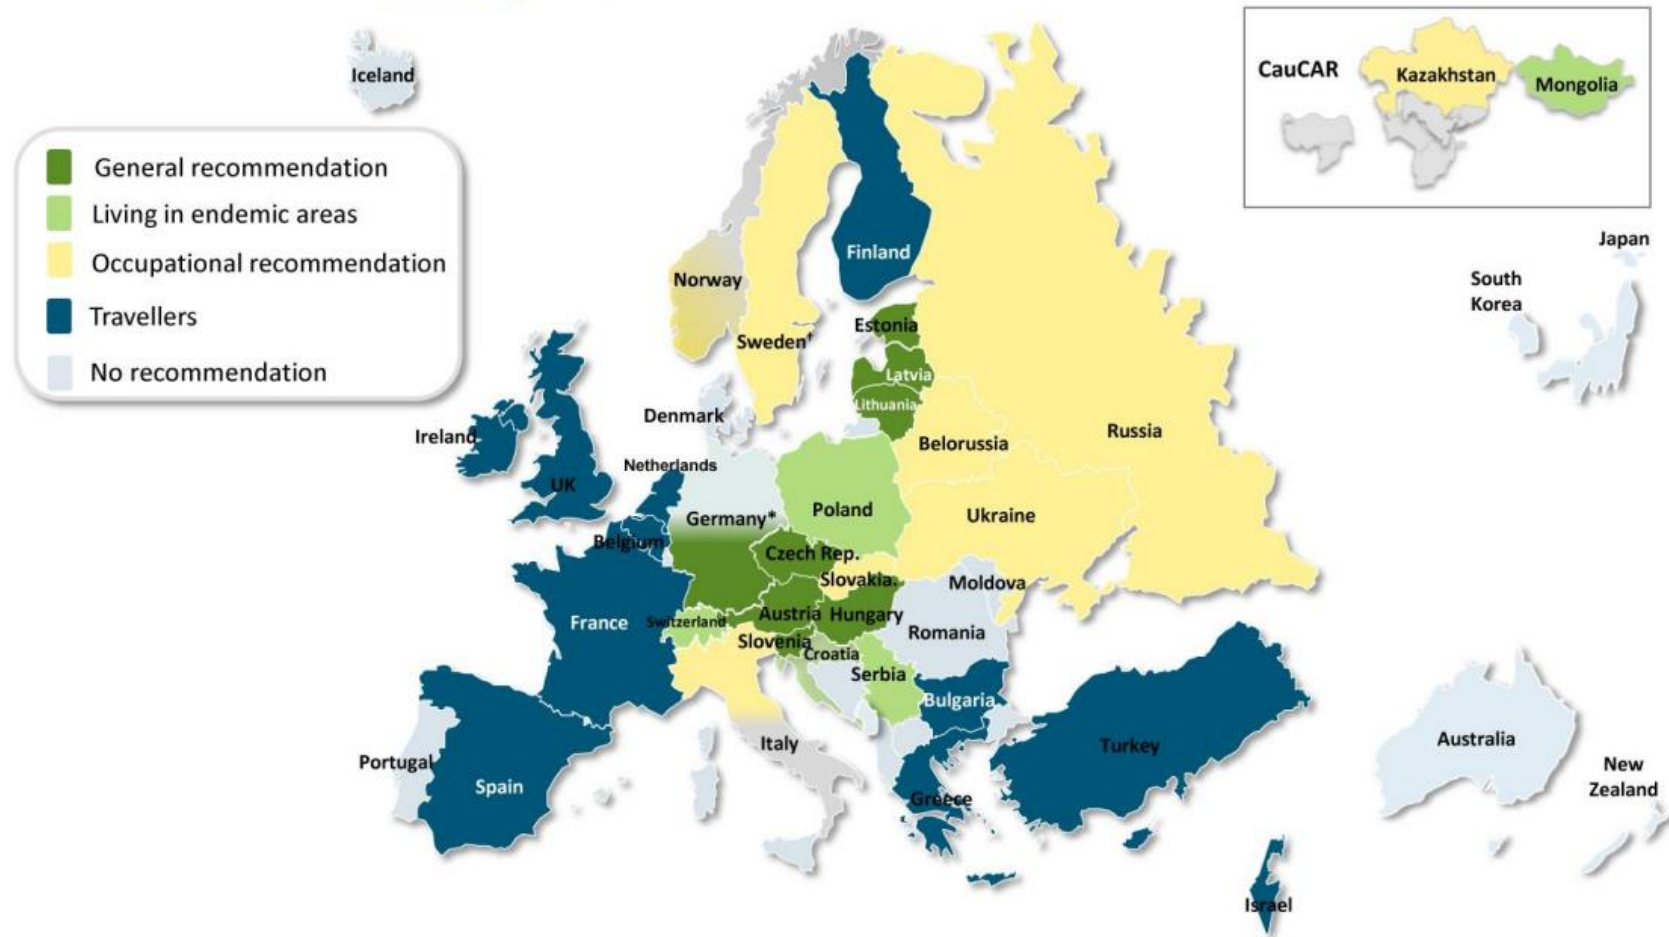 Iceland
CauCAR
Kazakhstan
Mongolia
General recommendation
Living in endemic areas
Occupational recommendation
Travellers
No recommendation
Japan
South
Korea
Finland
Norway
Estonia
Sweden†
Latvia
Lithuania
Denmark
Ireland
Belorussia
Russia
Netherlands
UK
Germany*
Poland
Ukraine
Belgium
Czech Rep.
Slovakia.
Moldova
France
Switzerland
Austria
Hungary
Romania
Slovenia
Croatia
Serbia
Bulgaria
Italy
Portugal
Spain
Turkey
Greece
Australia
New
Zealand
Israel